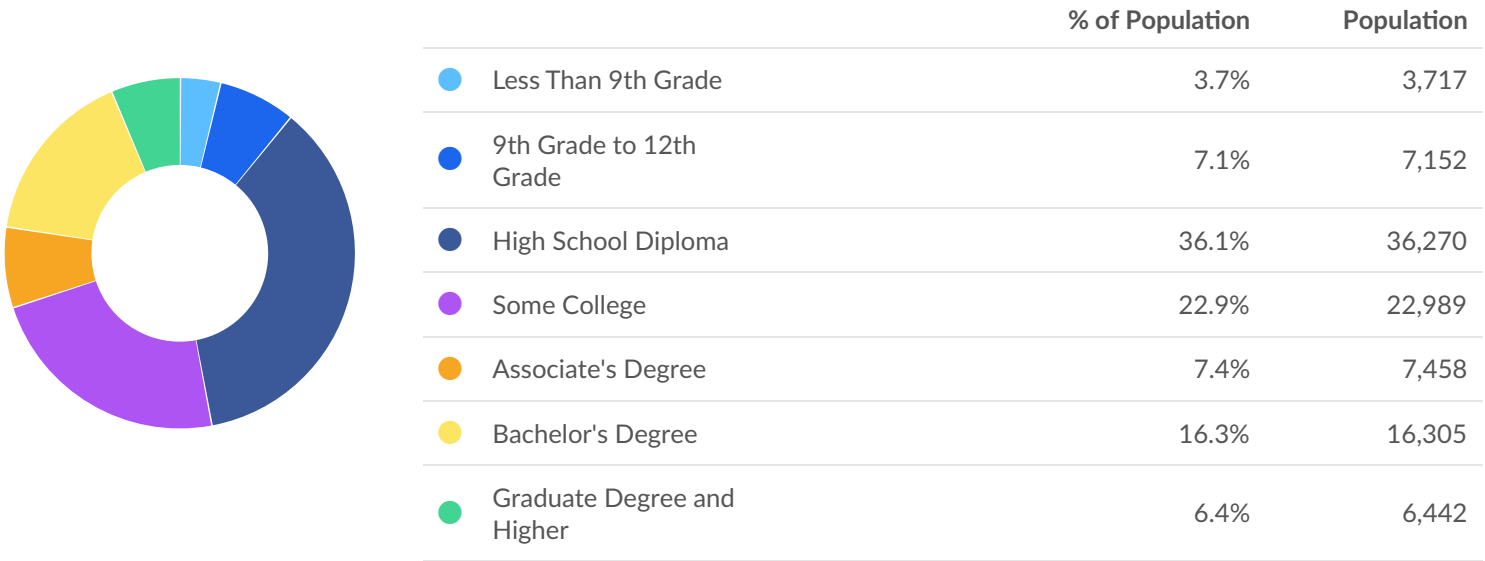 % of Population Population
Less Than 9th Grade 3.7% 3,717
9th Grade to 12th
Grade 7.1% 7,152
High School Diploma 36.1% 36,270
Some College 22.9% 22,989
Associate's Degree 7.4% 7,458
Bachelor's Degree 16.3% 16,305
Graduate Degree and
Higher 6.4% 6,442